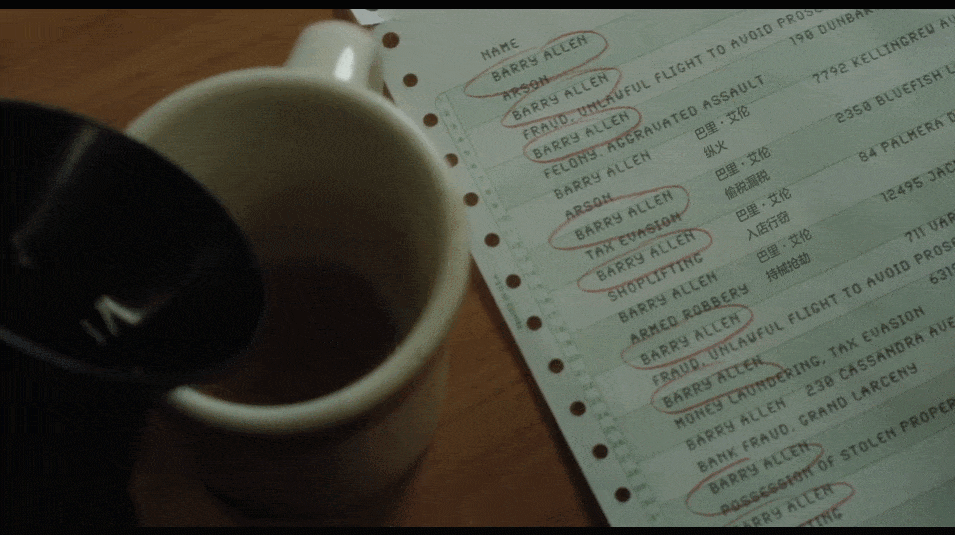 NAME
BARRY ALLEN
ARSON
BARRY ALLEN 190 DUNBAR
FRAUD, UNLAWFUL FLIGHT TO AVOID PROSE
BARRY ALLEN 7792 KELLINGREW AV
FELONY, AGGRAVATED ASSAULT
BARRY ALLEN 巴里·艾伦 2350 BLUEFISH L
ARSON 纵火
BARRY ALLEN 巴里·艾伦 84 PALMERA D
TAX EVASION 偷税漏税
BARRY ALLEN 巴里·艾伦 12495 JAC
SHOPLIFTING 入店行窃
BARRY ALLEN 巴里·艾伦 711 VAR
ARMED ROBBERY 持械抢劫
BARRY ALLEN 631
FRAUD, UNLAWFUL FLIGHT TO AVOID PROSE
BARRY ALLEN
MONEY LAUNDERING, TAX EVASION
BARRY ALLEN 230 CASSANDRA AVE
BANK FRAUD, GRAND LARCENY
BARRY ALLEN
POSSESSION OF STOLEN PROPER
BARRY ALLEN
TING